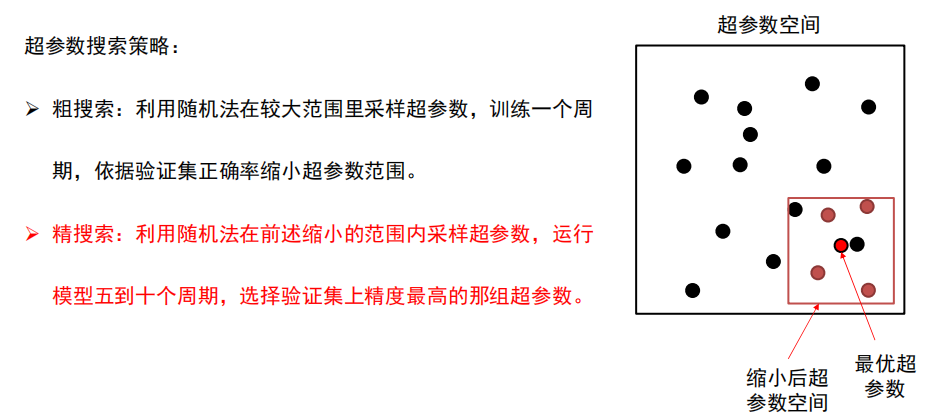 超参数搜索策略：
➢ 粗搜索：利用随机法在较大范围里采样超参数，训练一个周
期，依据验证集正确率缩小超参数范围。
➢ 精搜索：利用随机法在前述缩小的范围内采样超参数，运行
模型五到十个周期，选择验证集上精度最高的那组超参数。
超参数空间
缩小后超
参数空间
最优超
参数